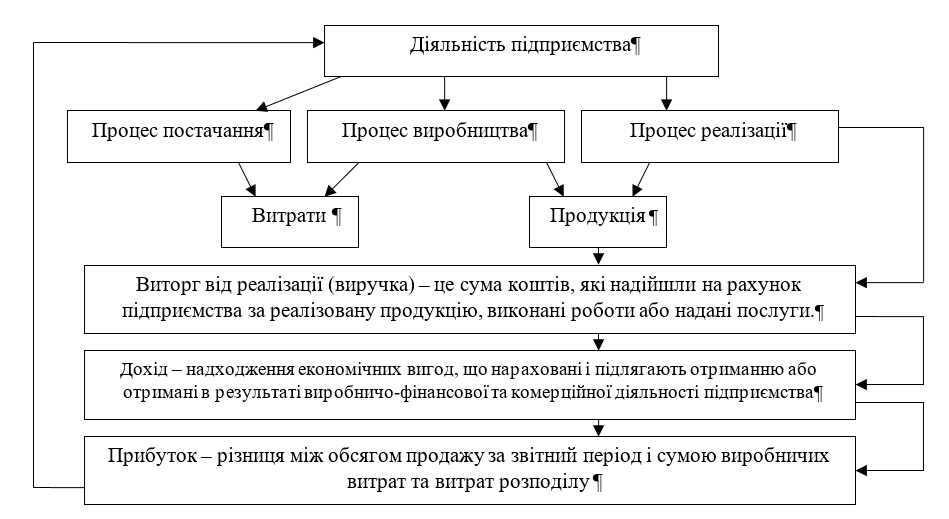 Діяльність підприємства¶
Процес постачання¶
Процес виробництва¶
Процес реалізації¶
Витрати ¶
Продукція ¶
Виторг від реалізації (виручка) – це сума коштів, які надійшли на рахунок
підприємства за реалізовану продукцію, виконані роботи або надані послуги.¶
Дохід – надходження економічних вигод, що нараховані і підлягають отриманню або
отримані в результаті виробничо-фінансової та комерційної діяльності підприємства¶
Прибуток – різниця між обсягом продажу за звітний період і сумою виробничих
витрат та витрат розподілу ¶